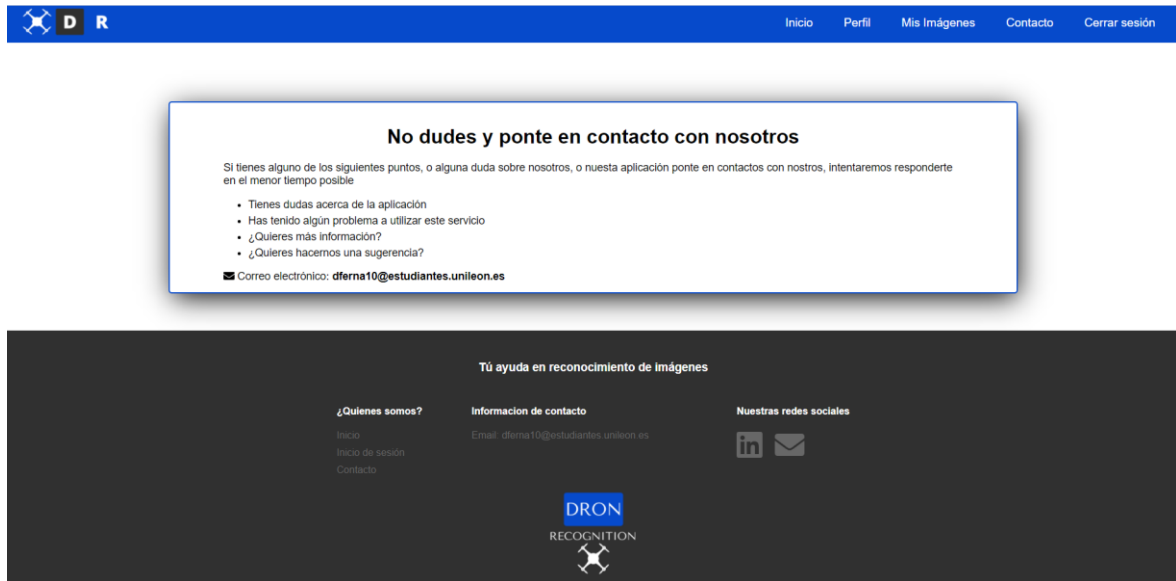 D R
Inicio Perfil Mis Imágenes Contacto Cerrar sesión
No dudes y ponte en contacto con nosotros
Si tienes alguno de los siguientes puntos, o alguna duda sobre nosotros, o nuesta aplicación ponte en contactos con nostros, intentaremos responderte
en el menor tiempo posible
• Tienes dudas acerca de la aplicación
• Has tenido algún problema a utilizar este servicio
• ¿Quieres más información?
• ¿Quieres hacernos una sugerencia?
Correo electrónico: dferna10@estudiantes.unileon.es
Tú ayuda en reconocimiento de imágenes
¿Quienes somos?
Inicio
Inicio de sesión
Contacto
Informacion de contacto
Email: dferna10@estudiantes.unileon.es
Nuestras redes sociales
in
DRON
RECOGNITION